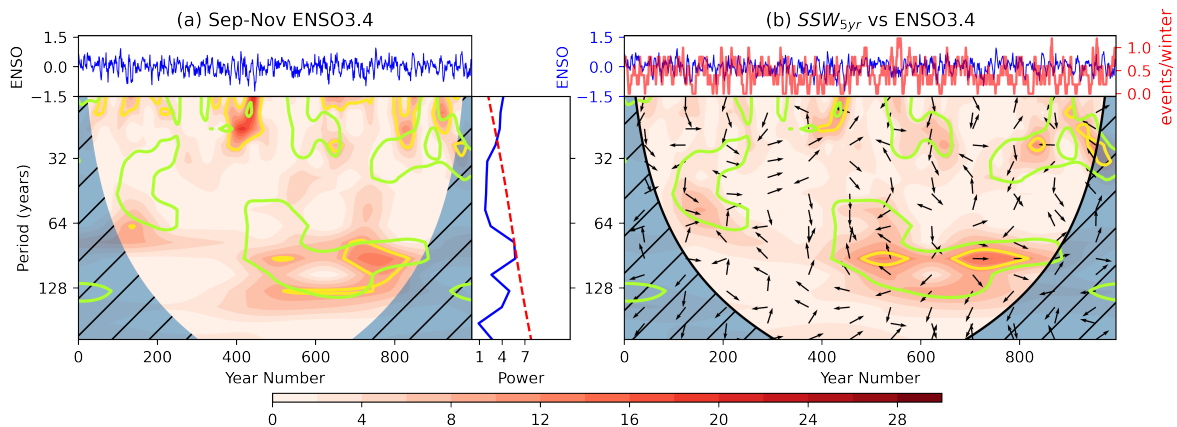 (a) Sep-Nov ENSO3.4
(b) SSW5yr vs ENSO3.4
ENSO
1.5
0.0
−1.5
ENSO
1.5
0.0
−1.5
1.0
0.5
0.0
events/winter
Period (years)
32
64
128
32
64
128
0 200 400 600 800
1 4 7
0 200 400 600 800
Year Number
Power
Year Number
0 4 8 12 16 20 24 28